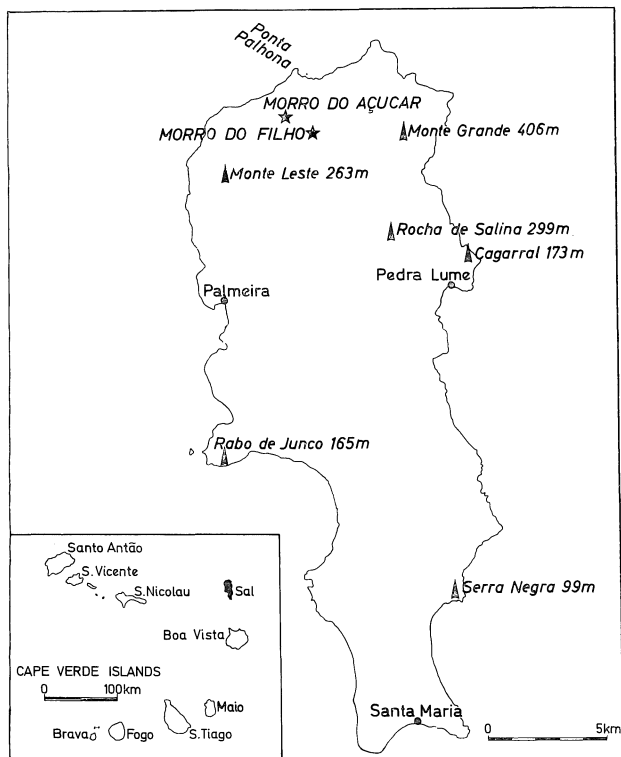 Ponta
Palhona
MORRO DO AÇUCAR
MORRO DO FILHO
Monte Grande 406m
Monte Leste 263m
Rocha de Salina 299m
Cagarral 173m
Pedra Lume
Palmeira
Rabo de Junco 165m
Serra Negra 99m
Santa Maria
0 5km
Santo Antão
S. Vicente
S. Nicolau
Sal
Boa Vista
CAPE VERDE ISLANDS
0 100km
Maio
Brava
Fogo
S. Tiago